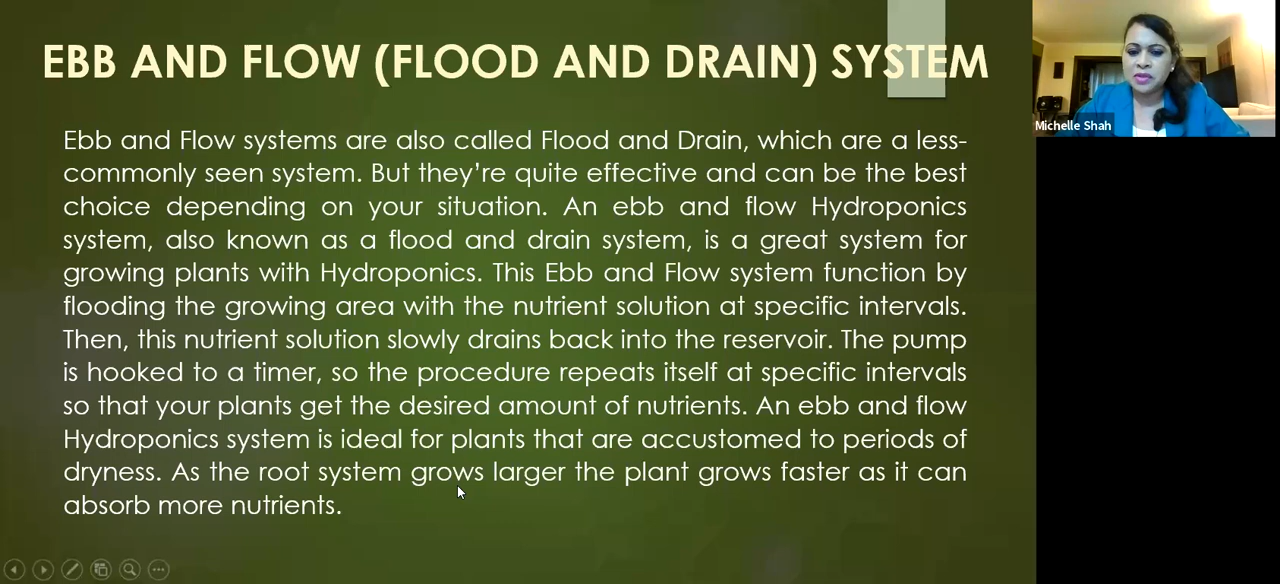 EBB AND FLOW (FLOOD AND DRAIN) SYSTEM
Ebb and Flow systems are also called Flood and Drain, which are a less-
commonly seen system. But they’re quite effective and can be the best
choice depending on your situation. An ebb and flow Hydroponics
system, also known as a flood and drain system, is a great system for
growing plants with Hydroponics. This Ebb and Flow system function by
flooding the growing area with the nutrient solution at specific intervals.
Then, this nutrient solution slowly drains back into the reservoir. The pump
is hooked to a timer, so the procedure repeats itself at specific intervals
so that your plants get the desired amount of nutrients. An ebb and flow
Hydroponics system is ideal for plants that are accustomed to periods of
dryness. As the root system grows larger the plant grows faster as it can
absorb more nutrients.
Michelle Shah